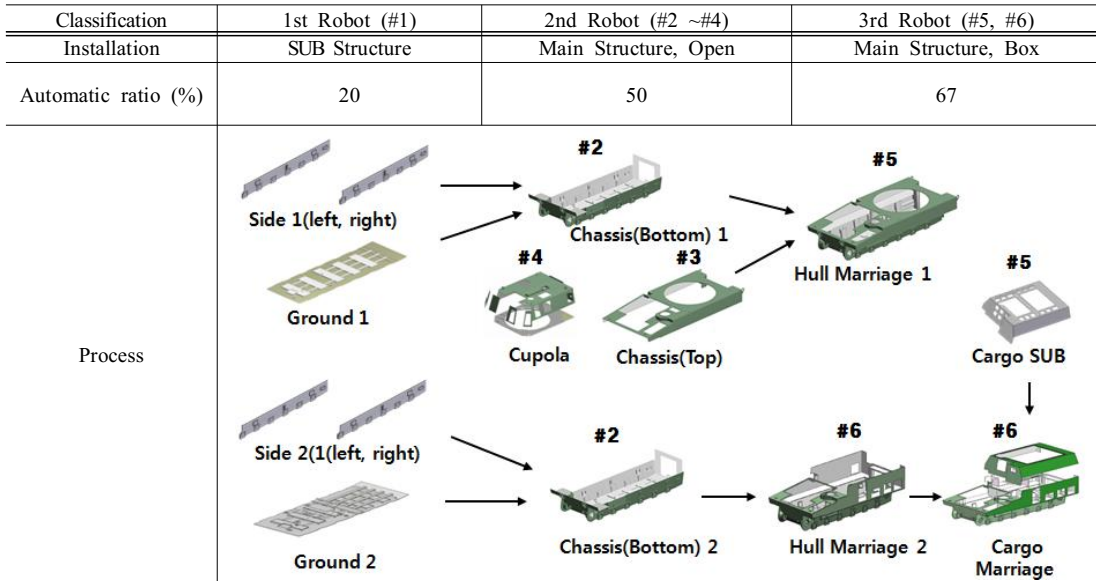 Classification 1st Robot (#1) 2nd Robot (#2 ~#4) 3rd Robot (#5, #6)
Installation SUB Structure Main Structure, Open Main Structure, Box
Automatic ratio (%) 20 50 67
Process
#2
#5
Side 1(left, right)
Chassis(Bottom) 1
#4
#3
Hull Marriage 1
#5
Ground 1
Cupola
Chassis(Top)
Cargo SUB
#2
#6
#6
Side 2(1(left, right)
Ground 2
Chassis(Bottom) 2
Hull Marriage 2
Cargo
Marriage